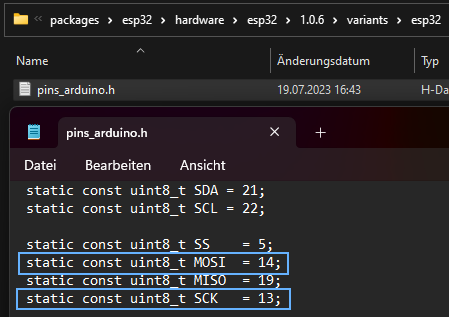 « packages › esp32 › hardware › esp32 › 1.0.6 › variants › esp32
Name Änderungsdatum Typ
pins_arduino.h 19.07.2023 16:43 H-Da
pins_arduino.h × +
Datei Bearbeiten Ansicht
static const uint8_t SDA = 21;
static const uint8_t SCL = 22;
static const uint8_t SS    = 5;
static const uint8_t MOSI  = 14;
static const uint8_t MISO  = 19;
static const uint8_t SCK   = 13;